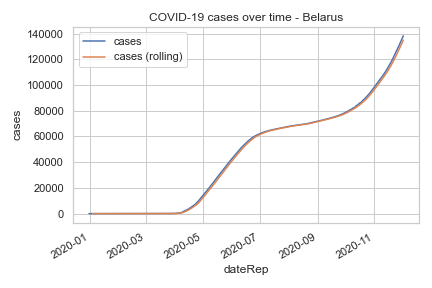 COVID-19 cases over time - Belarus
cases
cases (rolling)
140000
120000
100000
80000
60000
40000
20000
0
cases
2020-01
2020-03
2020-05
2020-07
2020-09
2020-11
dateRep